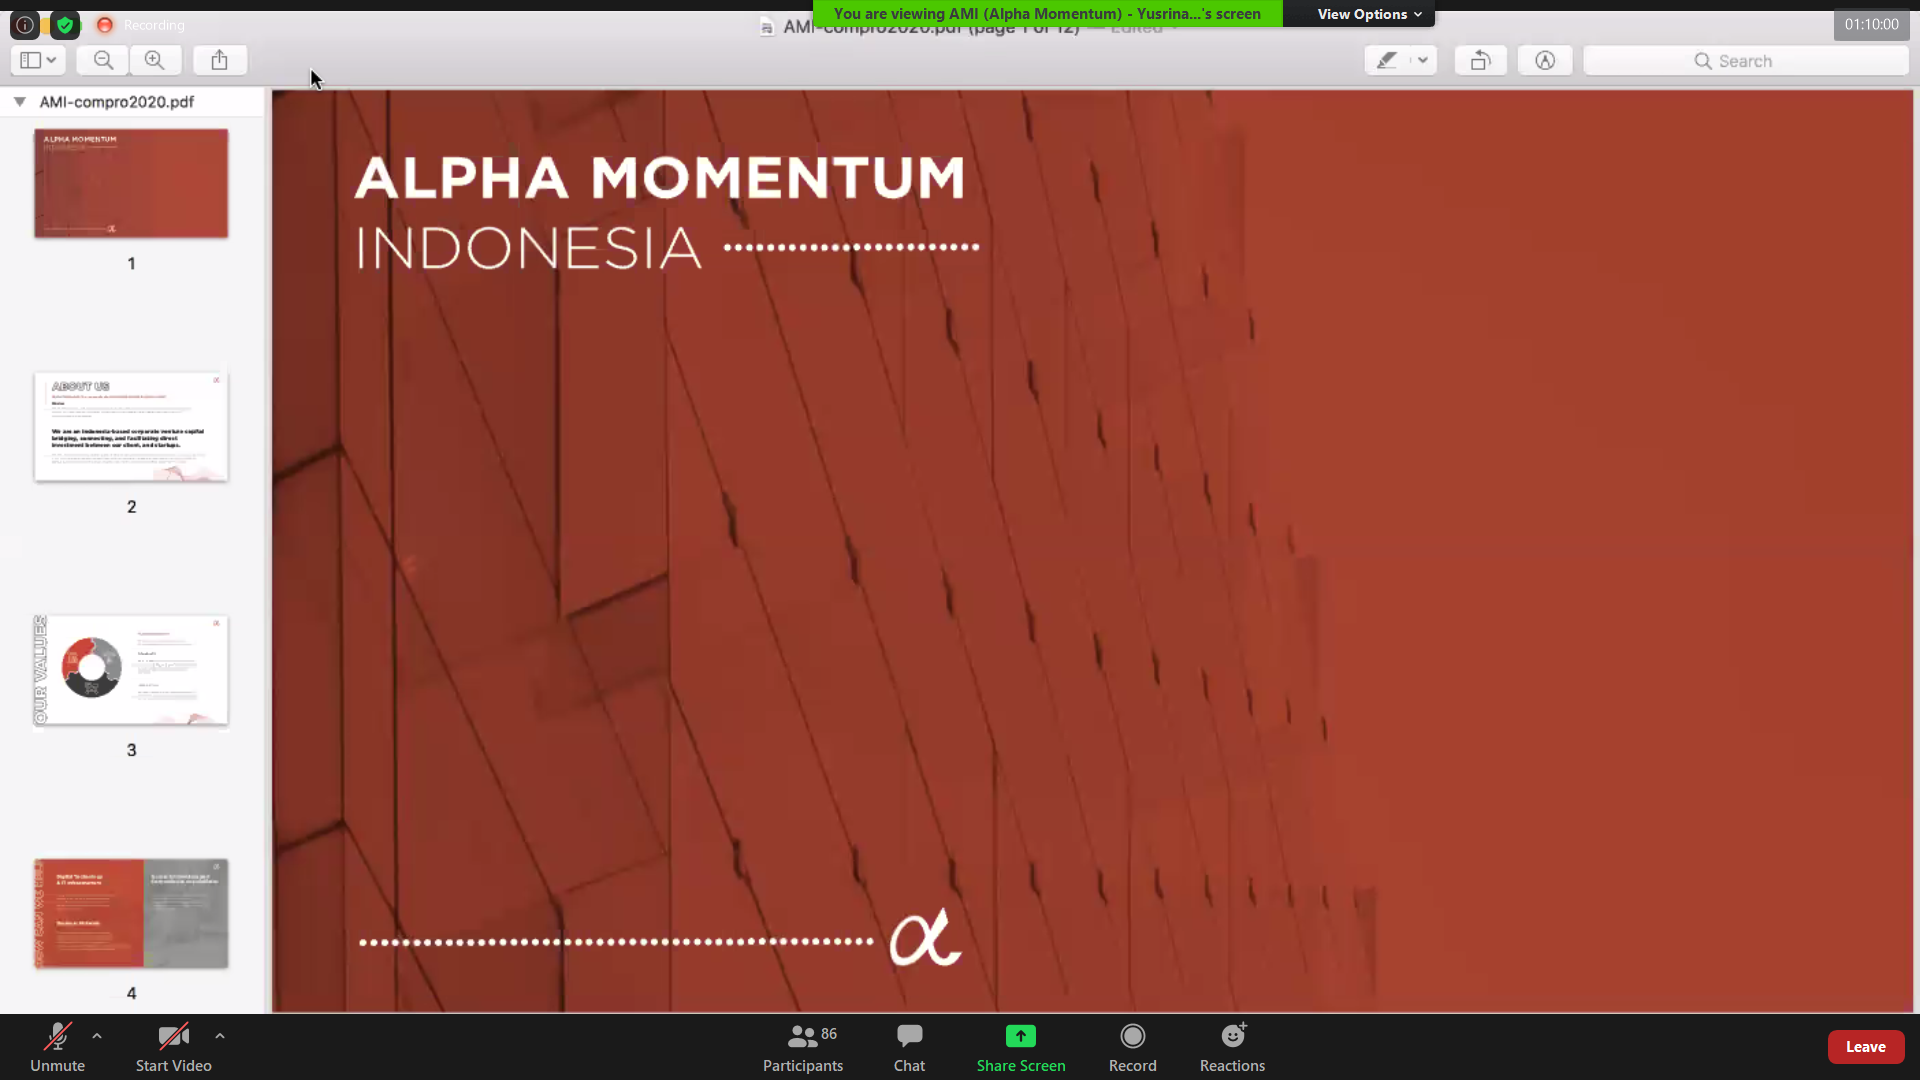 You are viewing AMI (Alpha Momentum) - Yusrina...'s screen
View Options
Recording
AMI-compro2020.pdf (page 1 of 12) — Edited
01:10:00
Search
AMI-compro2020.pdf
ALPHA MOMENTUM
INDONESIA
1
ABOUT US
We are an Indonesia-based corporate venture capital
bridging, connecting, and facilitating direct
investment between our client, and startups.
2
OUR VALUES
3
4
ALPHA MOMENTUM
INDONESIA
α
Unmute
Start Video
86
Participants
Chat
Share Screen
Record
Reactions
Leave